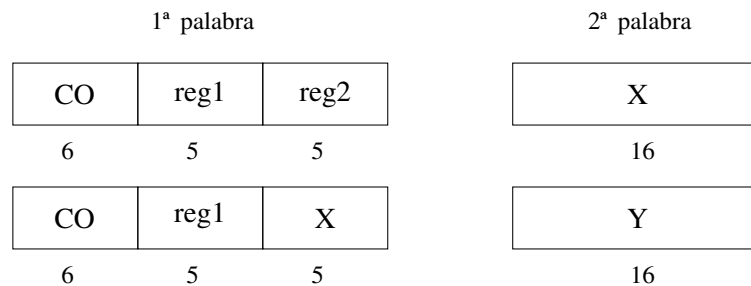 1ª palabra 2ª palabra
CO reg1 reg2 X
6 5 5 16
CO reg1 X Y
6 5 5 16